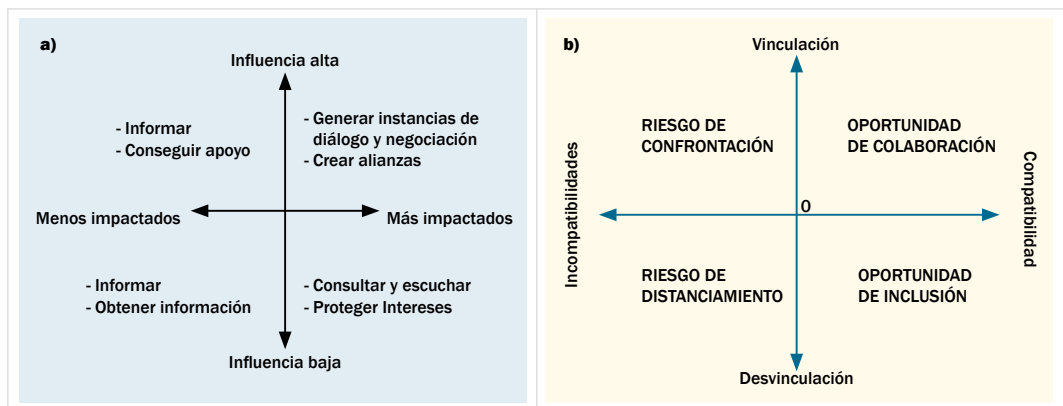 a)
Influencia alta
- Informar
- Conseguir apoyo
- Generar instancias de
diálogo y negociación
- Crear alianzas
Menos impactados
Más impactados
- Informar
- Obtener información
- Consultar y escuchar
- Proteger Intereses
Influencia baja
b)
Vinculación
RIESGO DE
CONFRONTACIÓN
OPORTUNIDAD
DE COLABORACIÓN
Incompatibilidades
0
Compatibilidad
RIESGO DE
DISTANCIAMIENTO
OPORTUNIDAD
DE INCLUSIÓN
Desvinculación